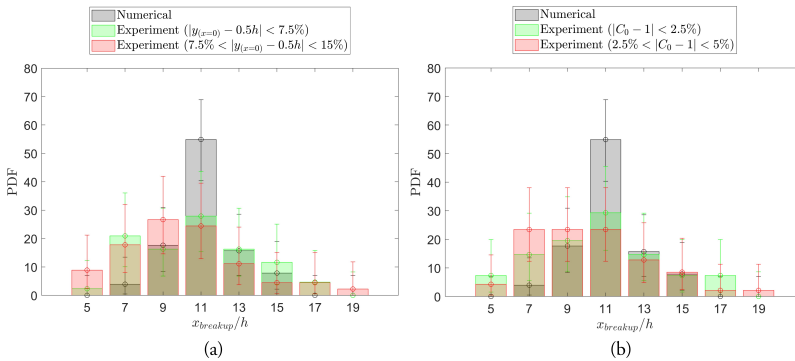 Numerical
Experiment (|y(x=0) − 0.5h| < 7.5%)
Experiment (7.5% < |y(x=0) − 0.5h| < 15%)
80
70
60
50
40
30
20
10
0
PDF
5 7 9 11 13 15 17 19
xbreakup/h
(a)
Numerical
Experiment (|C0 − 1| < 2.5%)
Experiment (2.5% < |C0 − 1| < 5%)
80
70
60
50
40
30
20
10
0
PDF
5 7 9 11 13 15 17 19
xbreakup/h
(b)